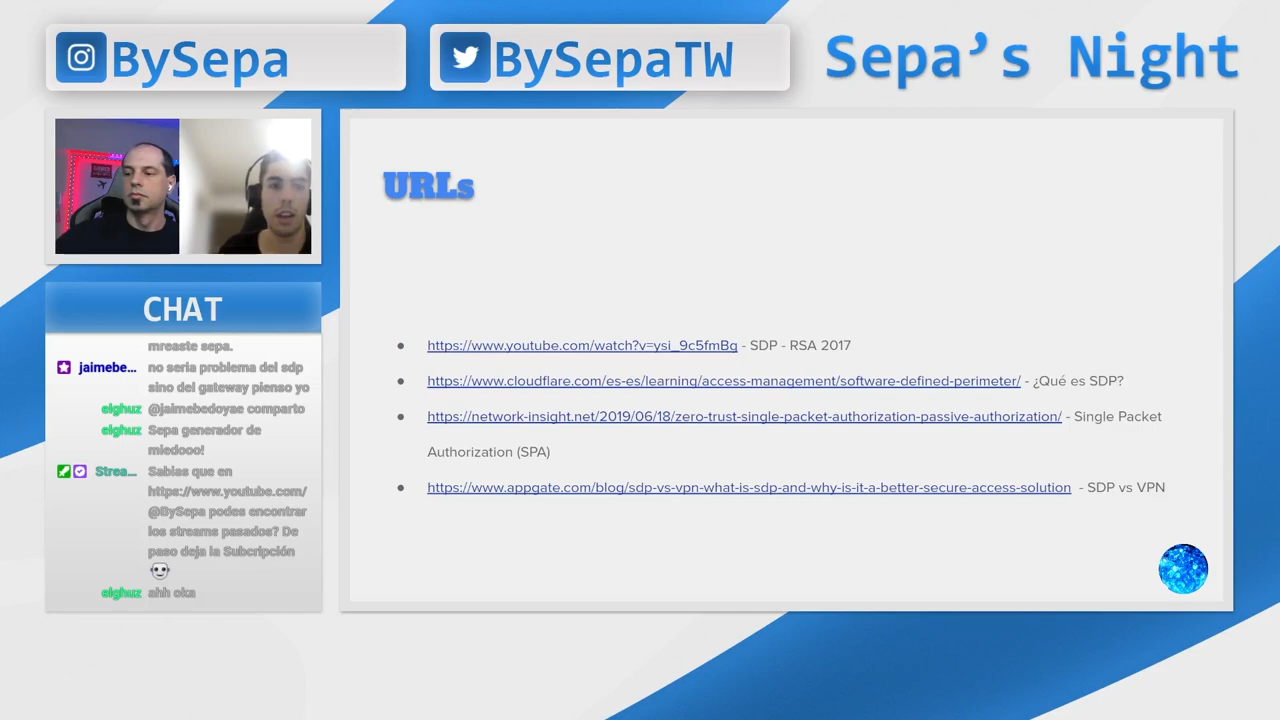 BySepa
BySepaTW
Sepa’s Night
CHAT
mreaste sepa.
jaimebe... no seria problema del sdp
sino del gateway pienso yo
elghuz @jaimebedoyae comparto
elghuz Sepa generador de
miedooo!
Strea... Sabias que en
https://www.youtube.com/
@BySepa podes encontrar
los streams pasados? De
paso deja la Subcripción
elghuz ahh oka
URLs
https://www.youtube.com/watch?v=ysi_9c5fmBg - SDP - RSA 2017
https://www.cloudflare.com/es-es/learning/access-management/software-defined-perimeter/ - ¿Qué es SDP?
https://network-insight.net/2019/06/18/zero-trust-single-packet-authorization-passive-authorization/ - Single Packet
Authorization (SPA)
https://www.appgate.com/blog/sdp-vs-vpn-what-is-sdp-and-why-is-it-a-better-secure-access-solution - SDP vs VPN